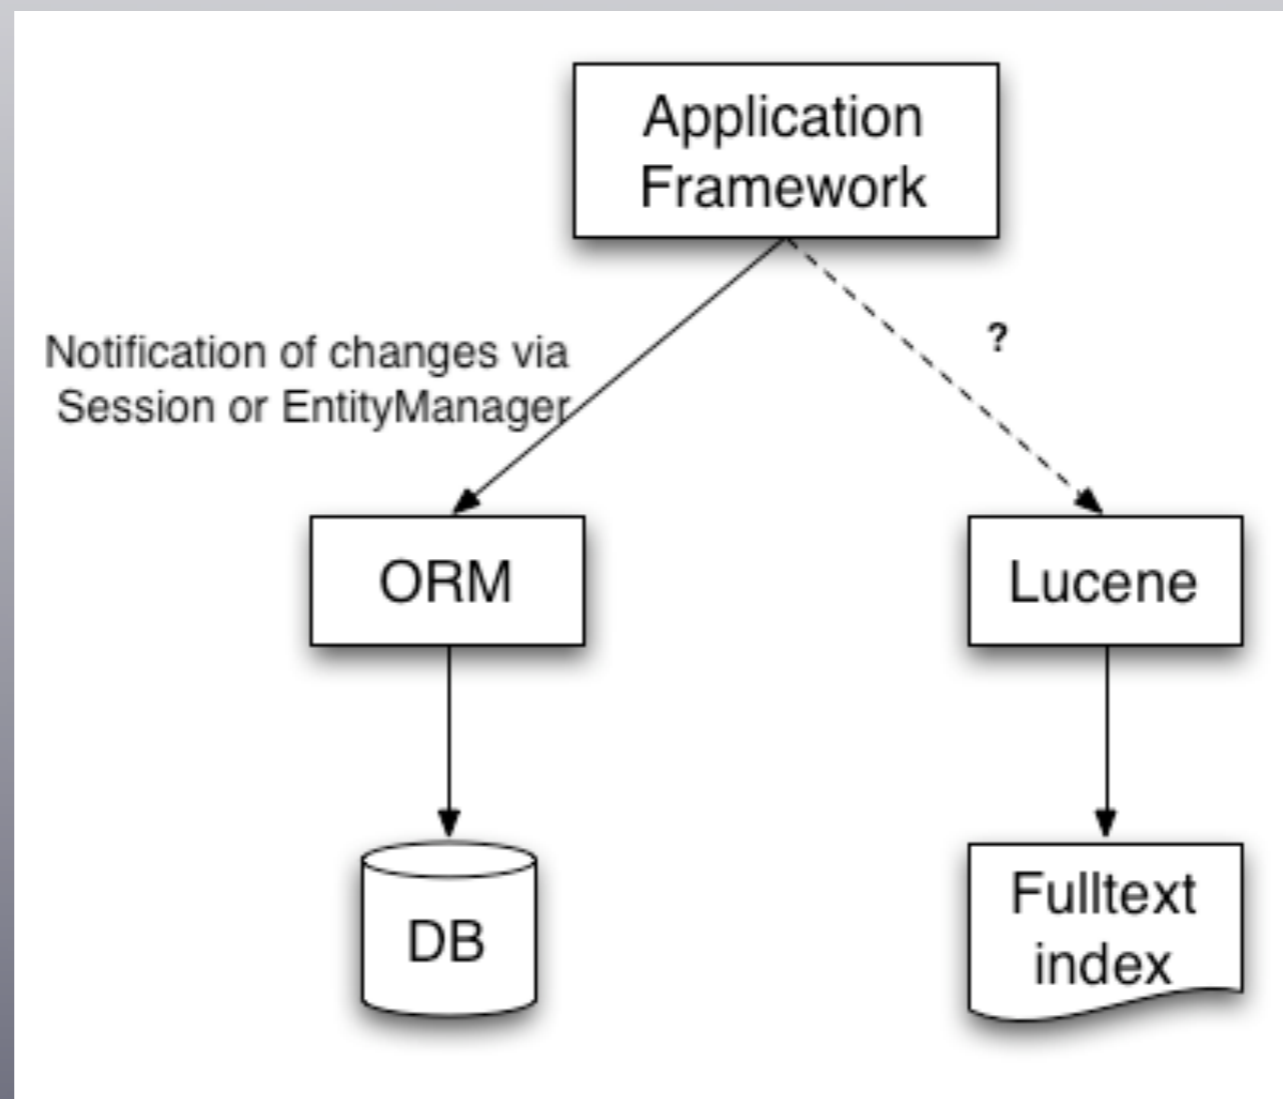 Application
Framework
Notification of changes via
Session or EntityManager
?
ORM
Lucene
DB
Fulltext
index